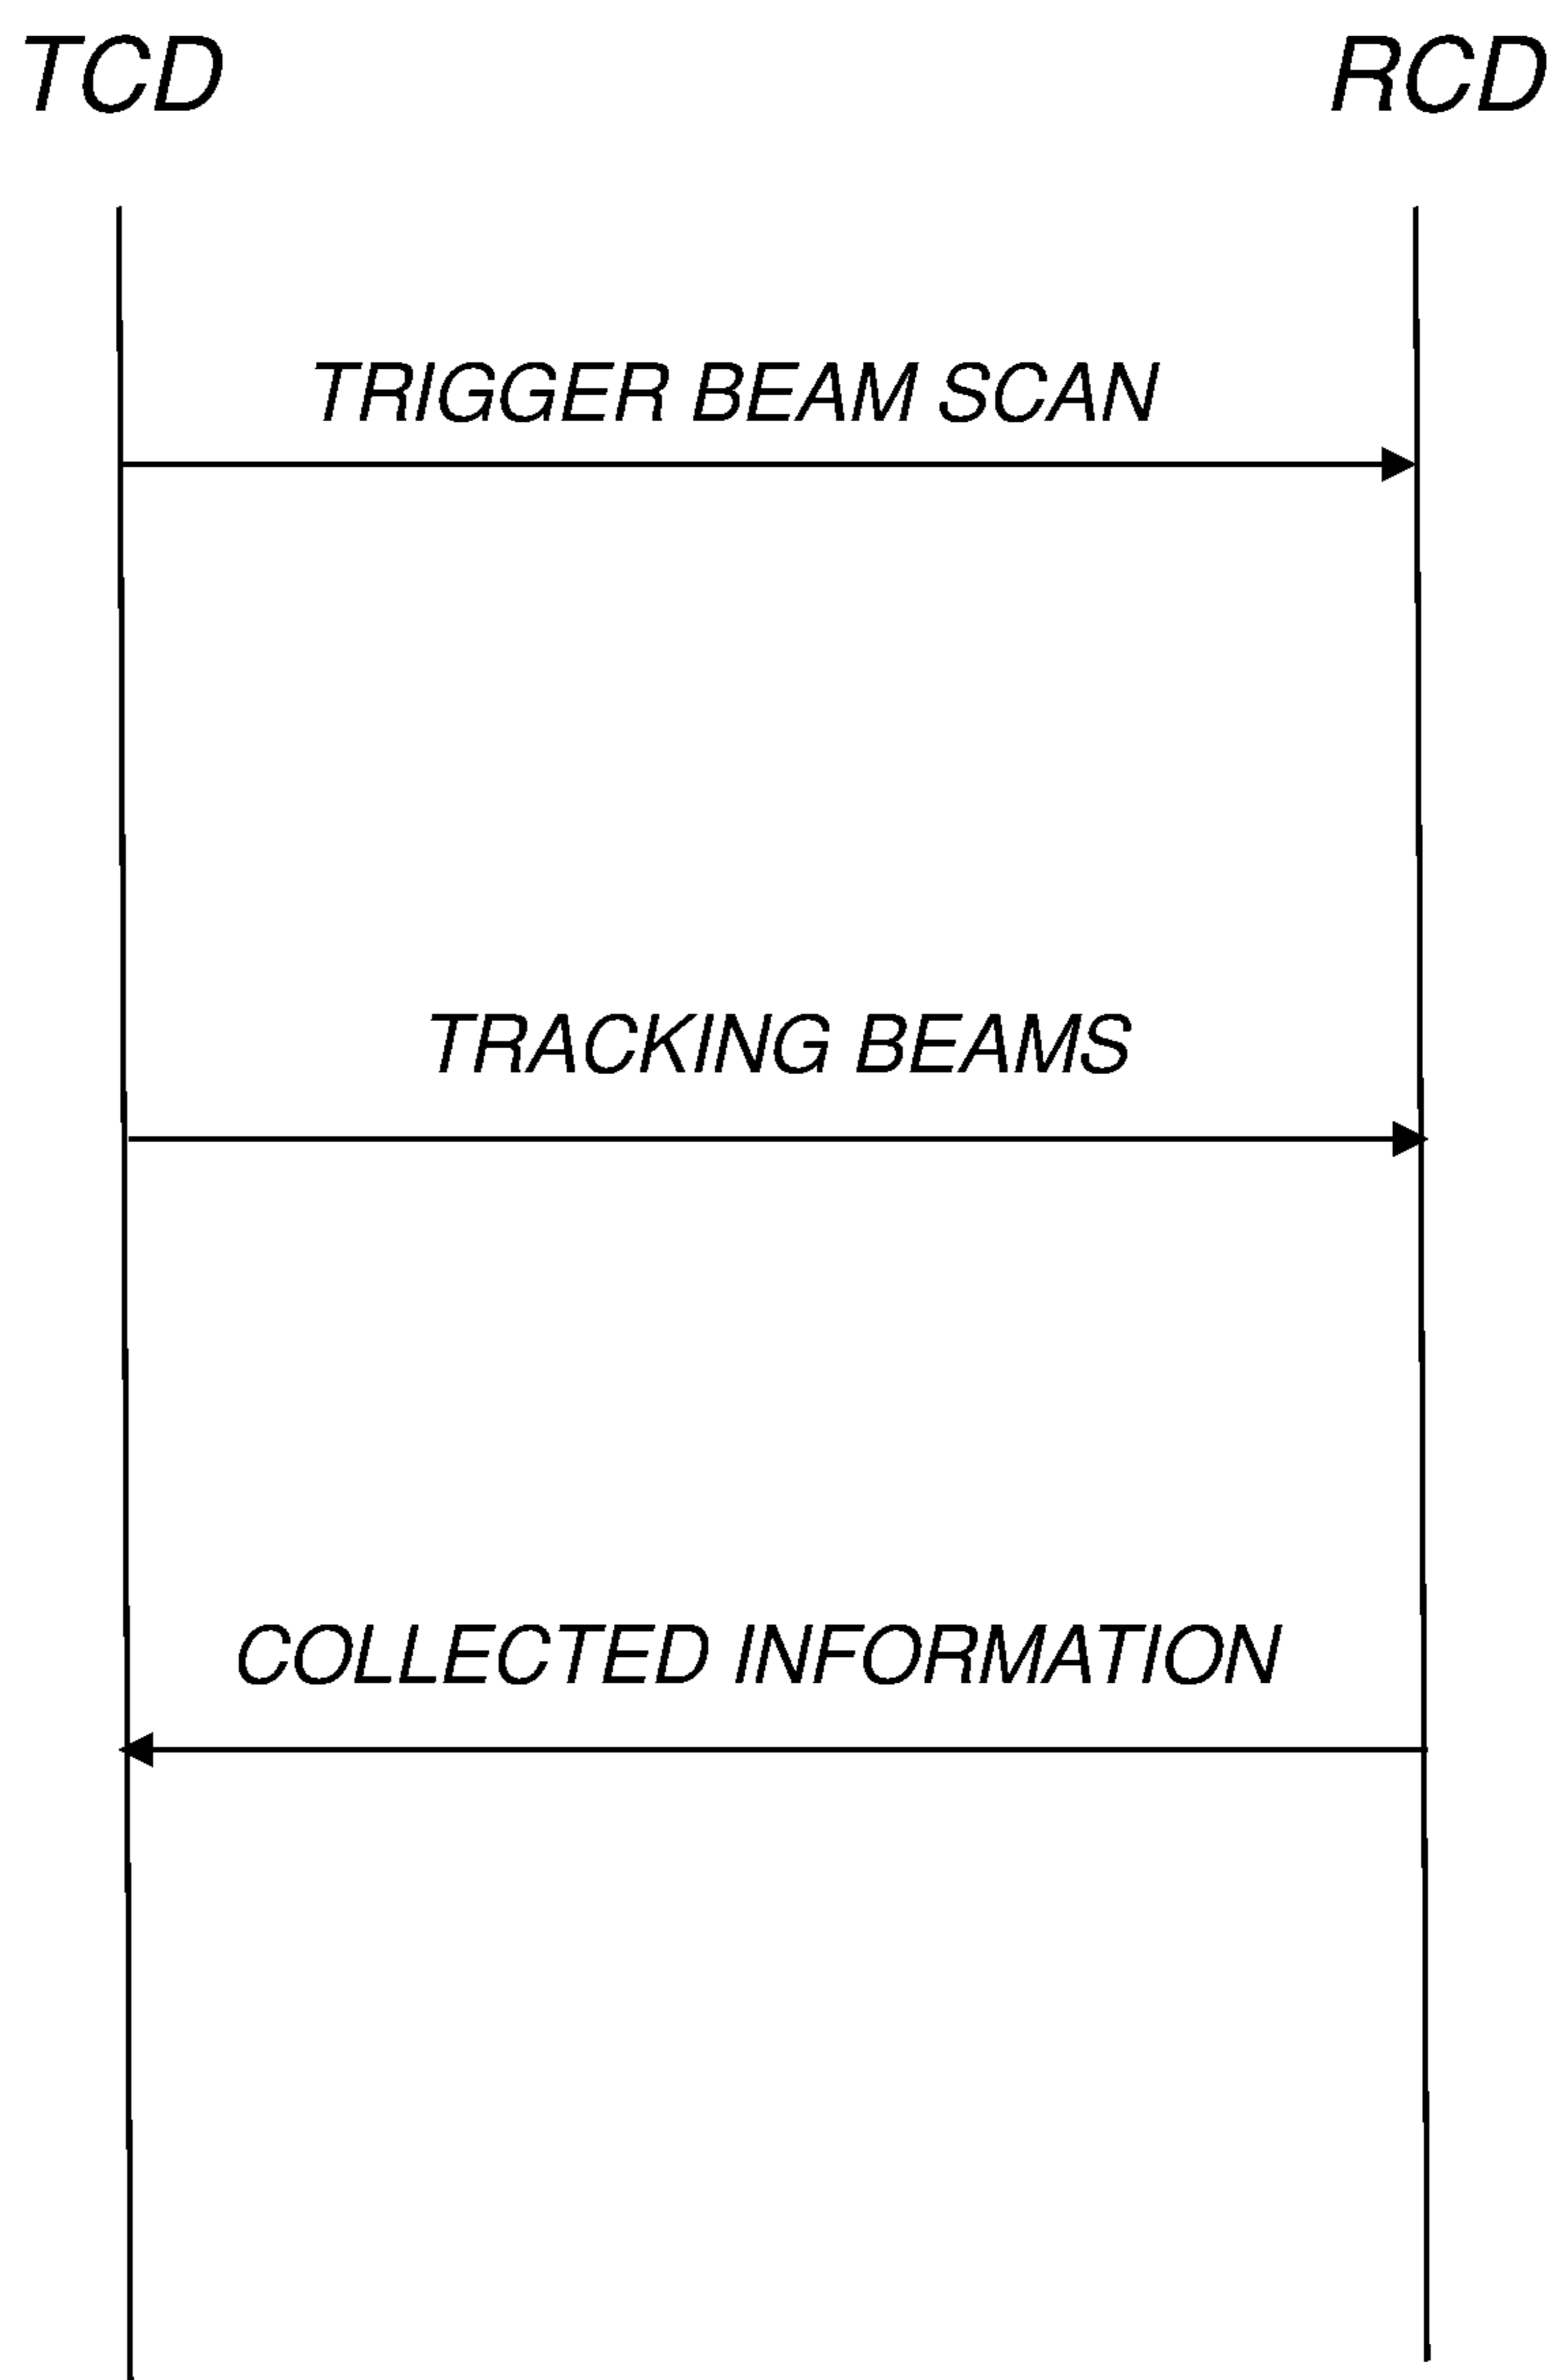 TCD
RCD
TRIGGER BEAM SCAN
TRACKING BEAMS
COLLECTED INFORMATION